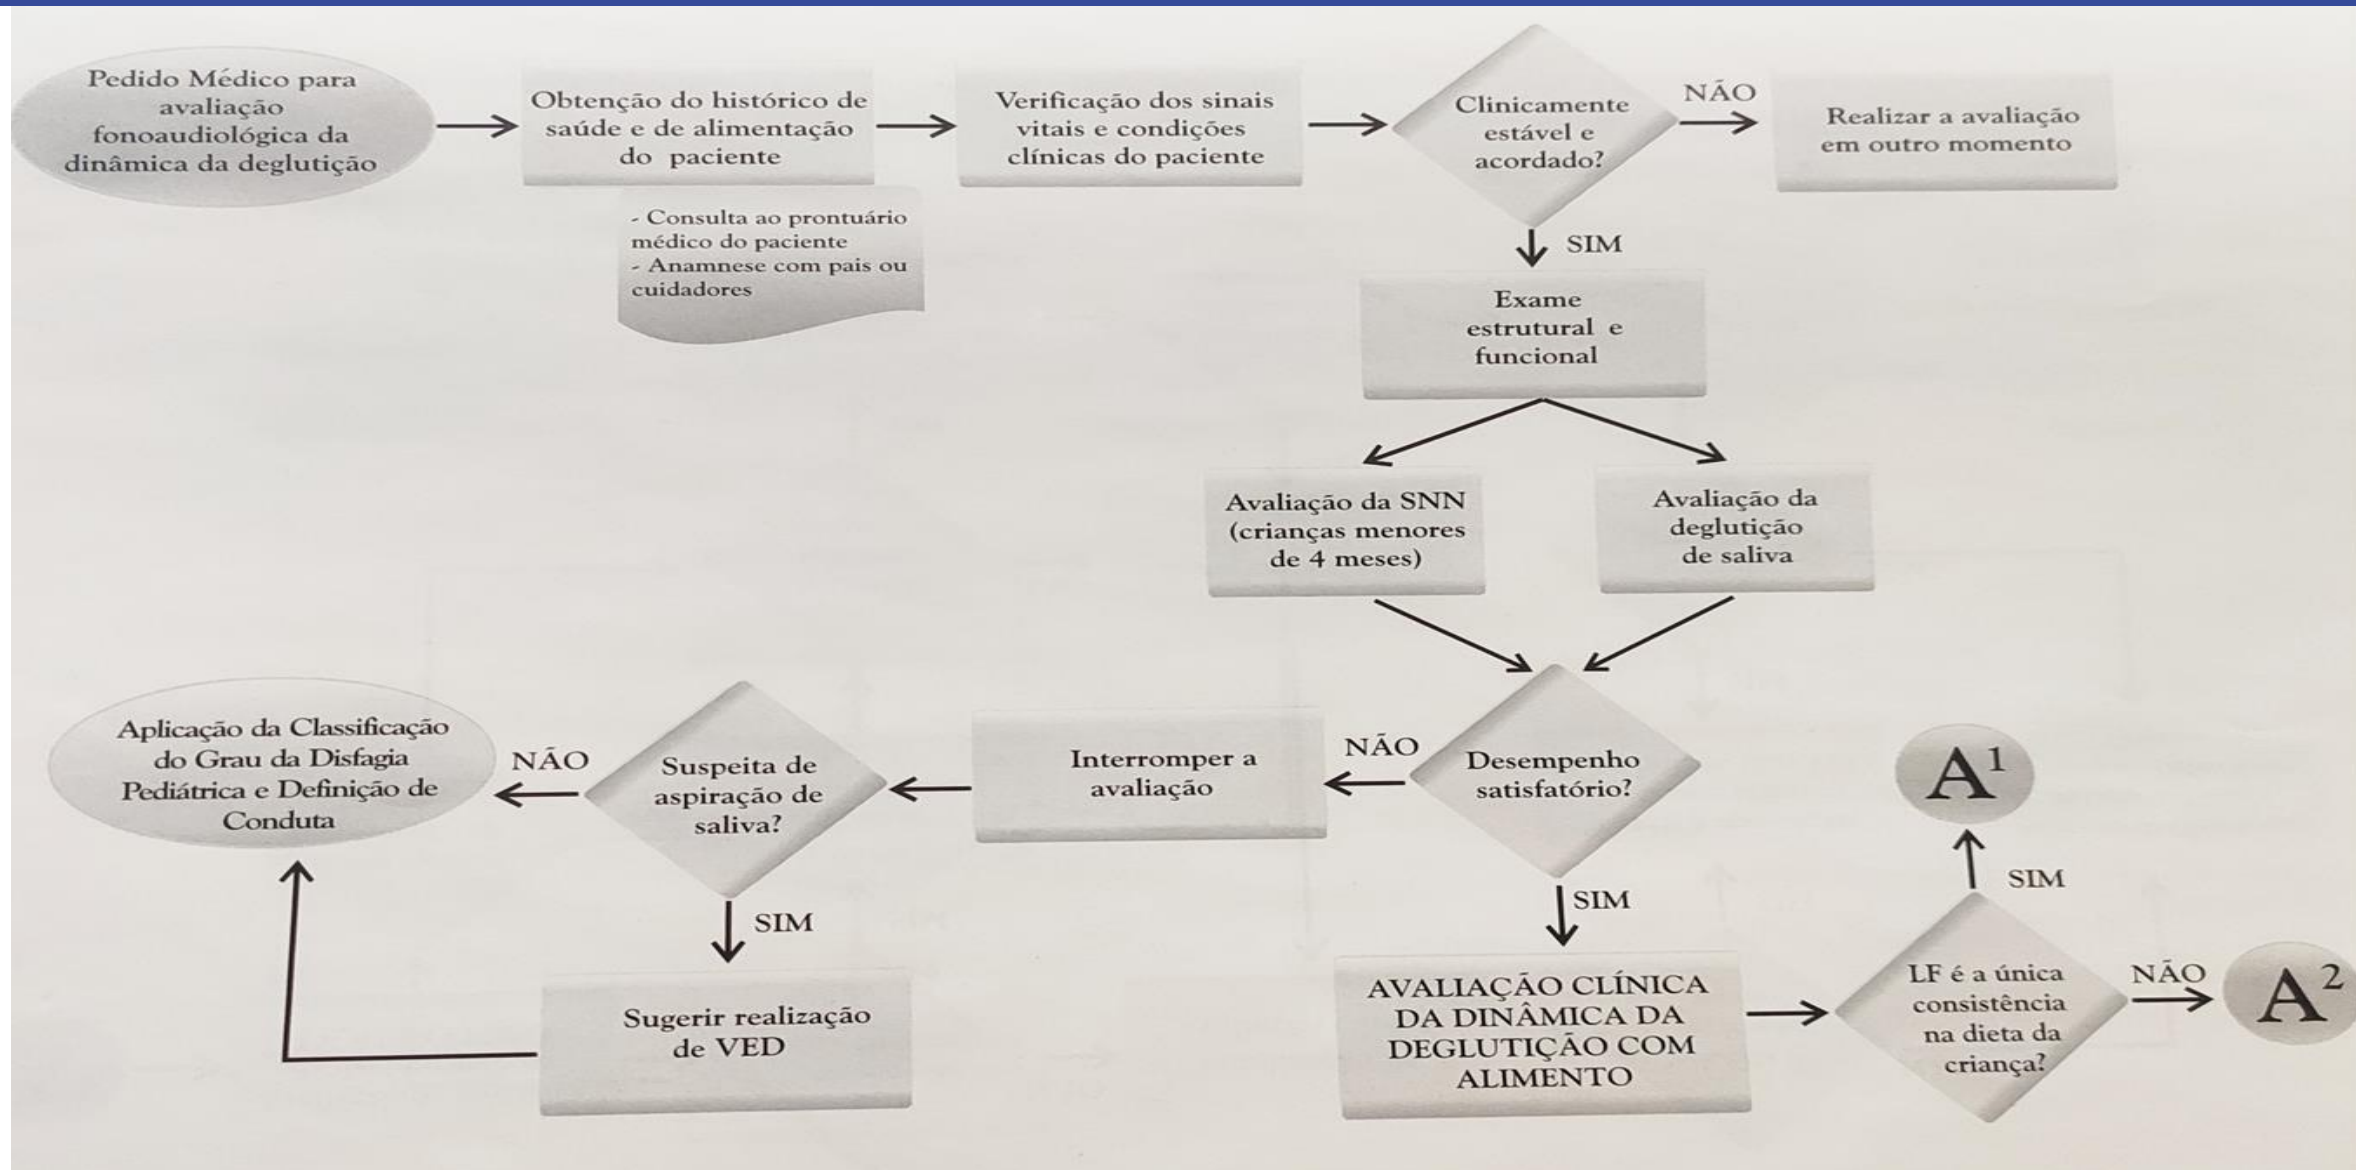 Pedido Médico para
avaliação
fonoaudiológica da
dinâmica da deglutição
Obtenção do histórico de
saúde e de alimentação
do paciente
- Consulta ao prontuário
médico do paciente
- Anamnese com pais ou
cuidadores
Verificação dos sinais
vitais e condições
clínicas do paciente
Clinicamente
estável e
acordado?
NÃO
Realizar a avaliação
em outro momento
SIM
Exame
estrutural e
funcional
Avaliação da SNN
(crianças menores
de 4 meses)
Avaliação da
deglutição
de saliva
Desempenho
satisfatório?
NÃO
Interromper a
avaliação
Suspeita de
aspiração de
saliva?
NÃO
Aplicação da Classificação
do Grau da Disfagia
Pediátrica e Definição de
Conduta
SIM
Sugerir realização
de VED
SIM
AVALIAÇÃO CLÍNICA
DA DINÂMICA DA
DEGLUTIÇÃO COM
ALIMENTO
LF é a única
consistência
na dieta da
criança?
SIM
A¹
NÃO
A²